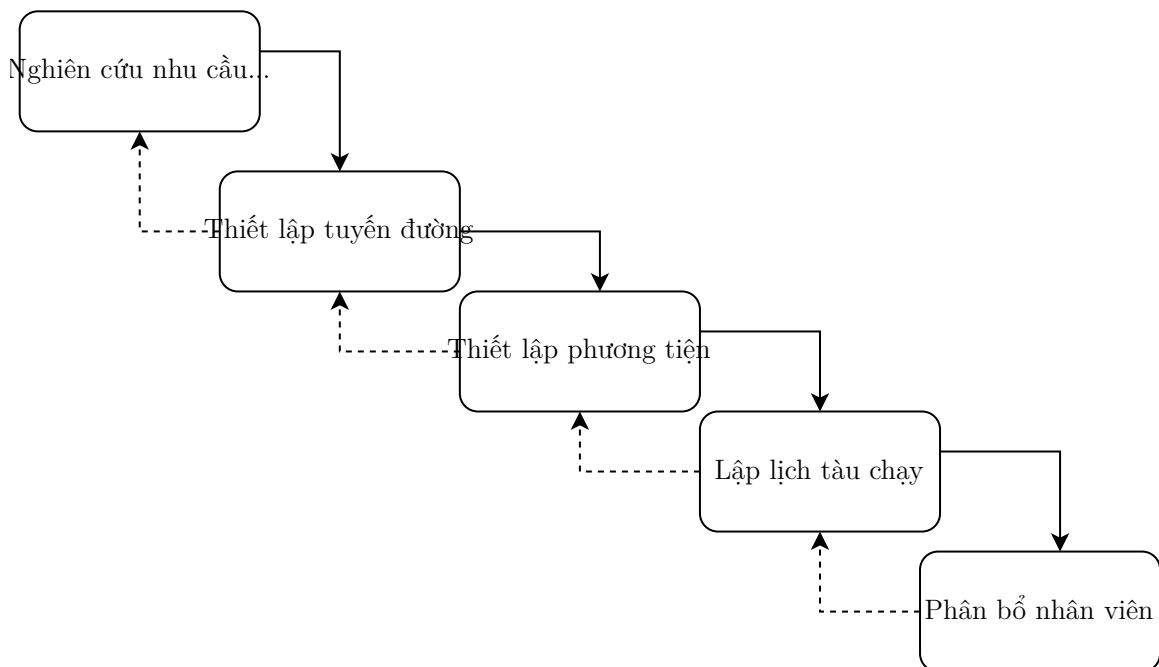 Nghiên cứu nhu cầu...
Thiết lập tuyến đường
Thiết lập phương tiện
Lập lịch tàu chạy
Phân bổ nhân viên